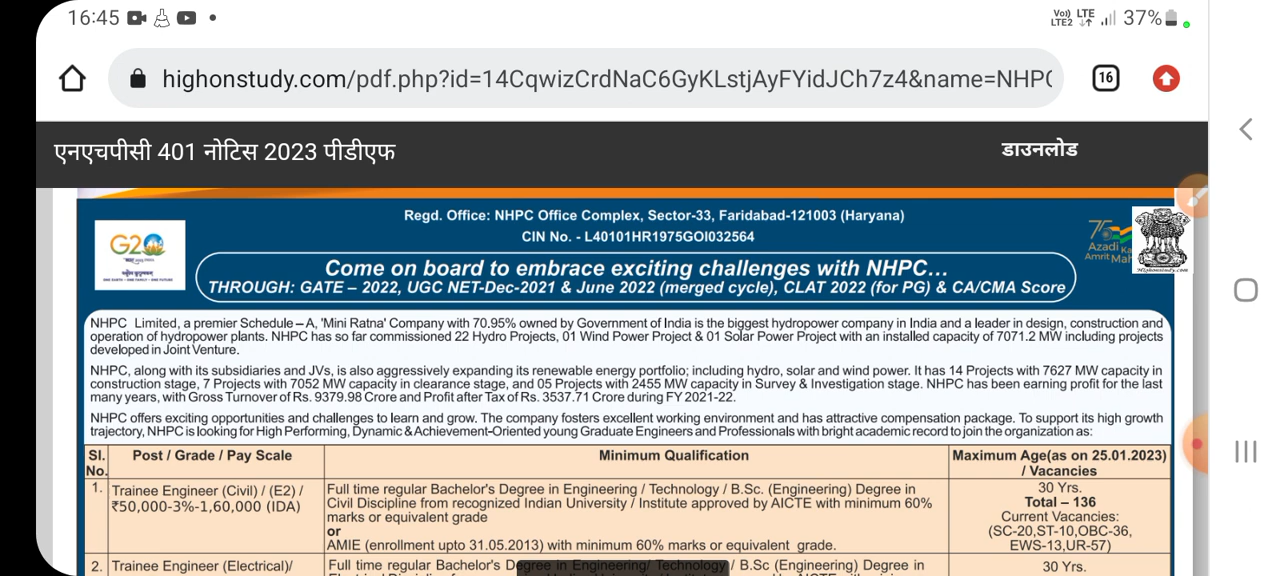 16:45
Vo)) LTE
LTE2
37%
highonstudy.com/pdf.php?id=14CqwizCrdNaC6GyKLstjAyFYidJCh7z4&name=NHPC
16
एनएचपीसी 401 नोटिस 2023 पीडीएफ
डाउनलोड
Regd. Office: NHPC Office Complex, Sector-33, Faridabad-121003 (Haryana)
CIN No. - L40101HR1975GOI032564
G20
Azadi Ka
Amrit Mah
Highonstudy.com
Come on board to embrace exciting challenges with NHPC...
THROUGH: GATE – 2022, UGC NET-Dec-2021 & June 2022 (merged cycle), CLAT 2022 (for PG) & CA/CMA Score
NHPC Limited, a premier Schedule – A, 'Mini Ratna' Company with 70.95% owned by Government of India is the biggest hydropower company in India and a leader in design, construction and
operation of hydropower plants. NHPC has so far commissioned 22 Hydro Projects, 01 Wind Power Project & 01 Solar Power Project with an installed capacity of 7071.2 MW including projects
developed in Joint Venture.
NHPC, along with its subsidiaries and JVs, is also aggressively expanding its renewable energy portfolio; including hydro, solar and wind power. It has 14 Projects with 7627 MW capacity in
construction stage, 7 Projects with 7052 MW capacity in clearance stage, and 05 Projects with 2455 MW capacity in Survey & Investigation stage. NHPC has been earning profit for the last
many years, with Gross Turnover of Rs. 9379.98 Crore and Profit after Tax of Rs. 3537.71 Crore during FY 2021-22.
NHPC offers exciting opportunities and challenges to learn and grow. The company fosters excellent working environment and has attractive compensation package. To support its high growth
trajectory, NHPC is looking for High Performing, Dynamic & Achievement-Oriented young Graduate Engineers and Professionals with bright academic record to join the organization as:
Sl. No. Post / Grade / Pay Scale Minimum Qualification Maximum Age(as on 25.01.2023) / Vacancies
1. Trainee Engineer (Civil) / (E2) /
₹50,000-3%-1,60,000 (IDA)
Full time regular Bachelor's Degree in Engineering / Technology / B.Sc. (Engineering) Degree in
Civil Discipline from recognized Indian University / Institute approved by AICTE with minimum 60%
marks or equivalent grade
or
AMIE (enrollment upto 31.05.2013) with minimum 60% marks or equivalent grade.
30 Yrs.
Total – 136
Current Vacancies:
(SC-20,ST-10,OBC-36,
EWS-13,UR-57)
2. Trainee Engineer (Electrical)/
Full time regular Bachelor's Degree in Engineering/ Technology / B.Sc (Engineering) Degree in
30 Yrs.